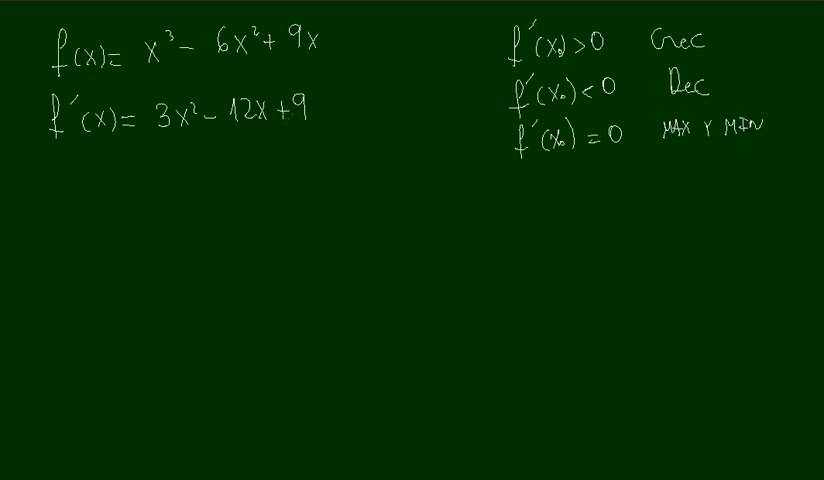 f(x)= x³ - 6x² + 9x
f'(x)= 3x² - 12x + 9
f'(x₀)>0 Crec
f'(x₀)<0 Dec
f'(x₀)=0 MAX Y MIN